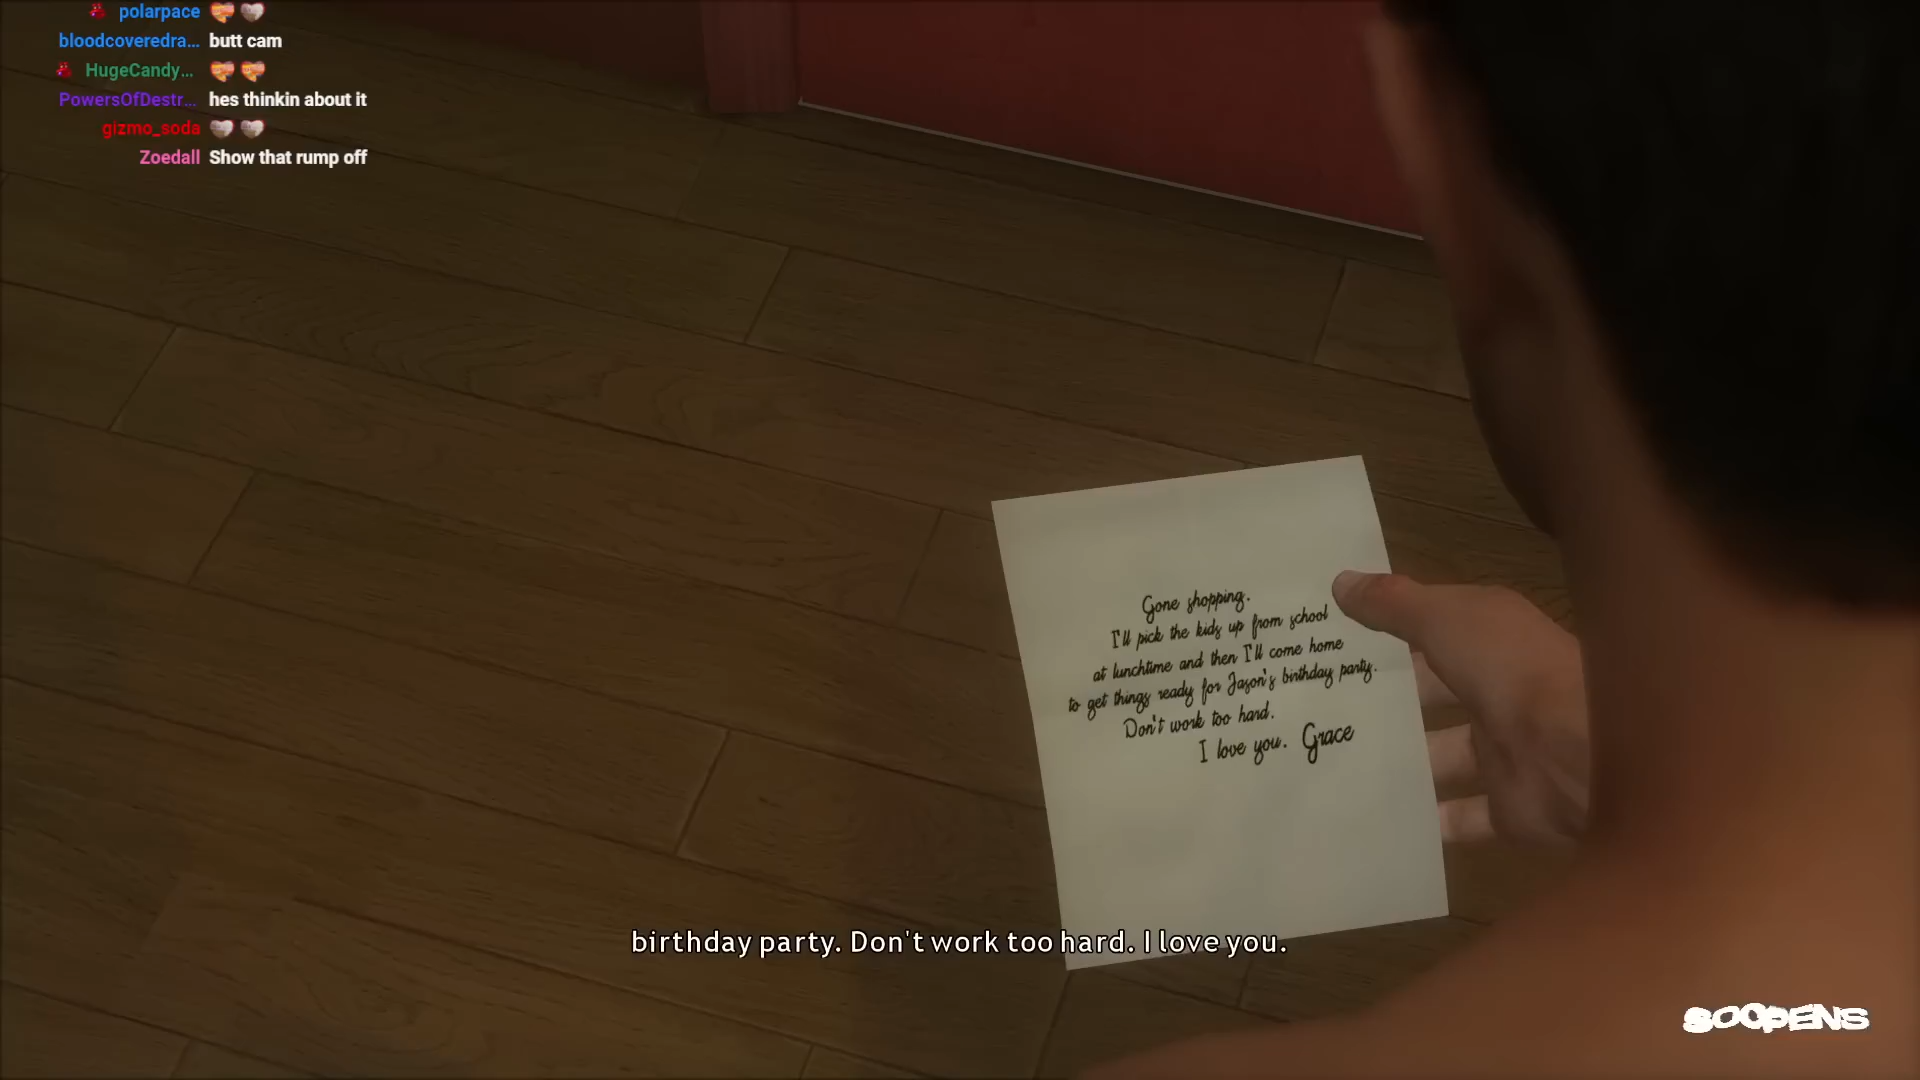 polarpace
bloodcoveredra... butt cam
HugeCandy...
PowersOfDestr... hes thinkin about it
gizmo_soda
Zoedall Show that rump off
Gone shopping.
I'll pick the kids up from school
at lunchtime and then I'll come home
to get things ready for Jason's birthday party.
Don't work too hard.
I love you. Grace
birthday party. Don't work too hard. I love you.
SOOPENS